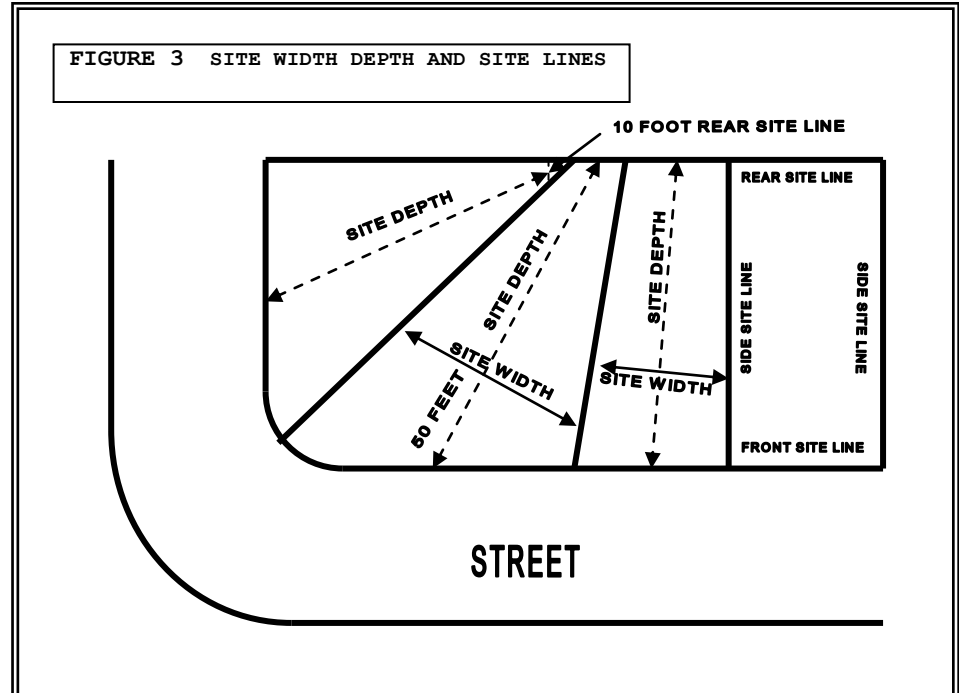 FIGURE 3 SITE WIDTH DEPTH AND SITE LINES
10 FOOT REAR SITE LINE
REAR SITE LINE
SITE DEPTH
SITE DEPTH
SITE DEPTH
SIDE SITE LINE
SIDE SITE LINE
SITE WIDTH
SITE WIDTH
50 FEET
FRONT SITE LINE
STREET